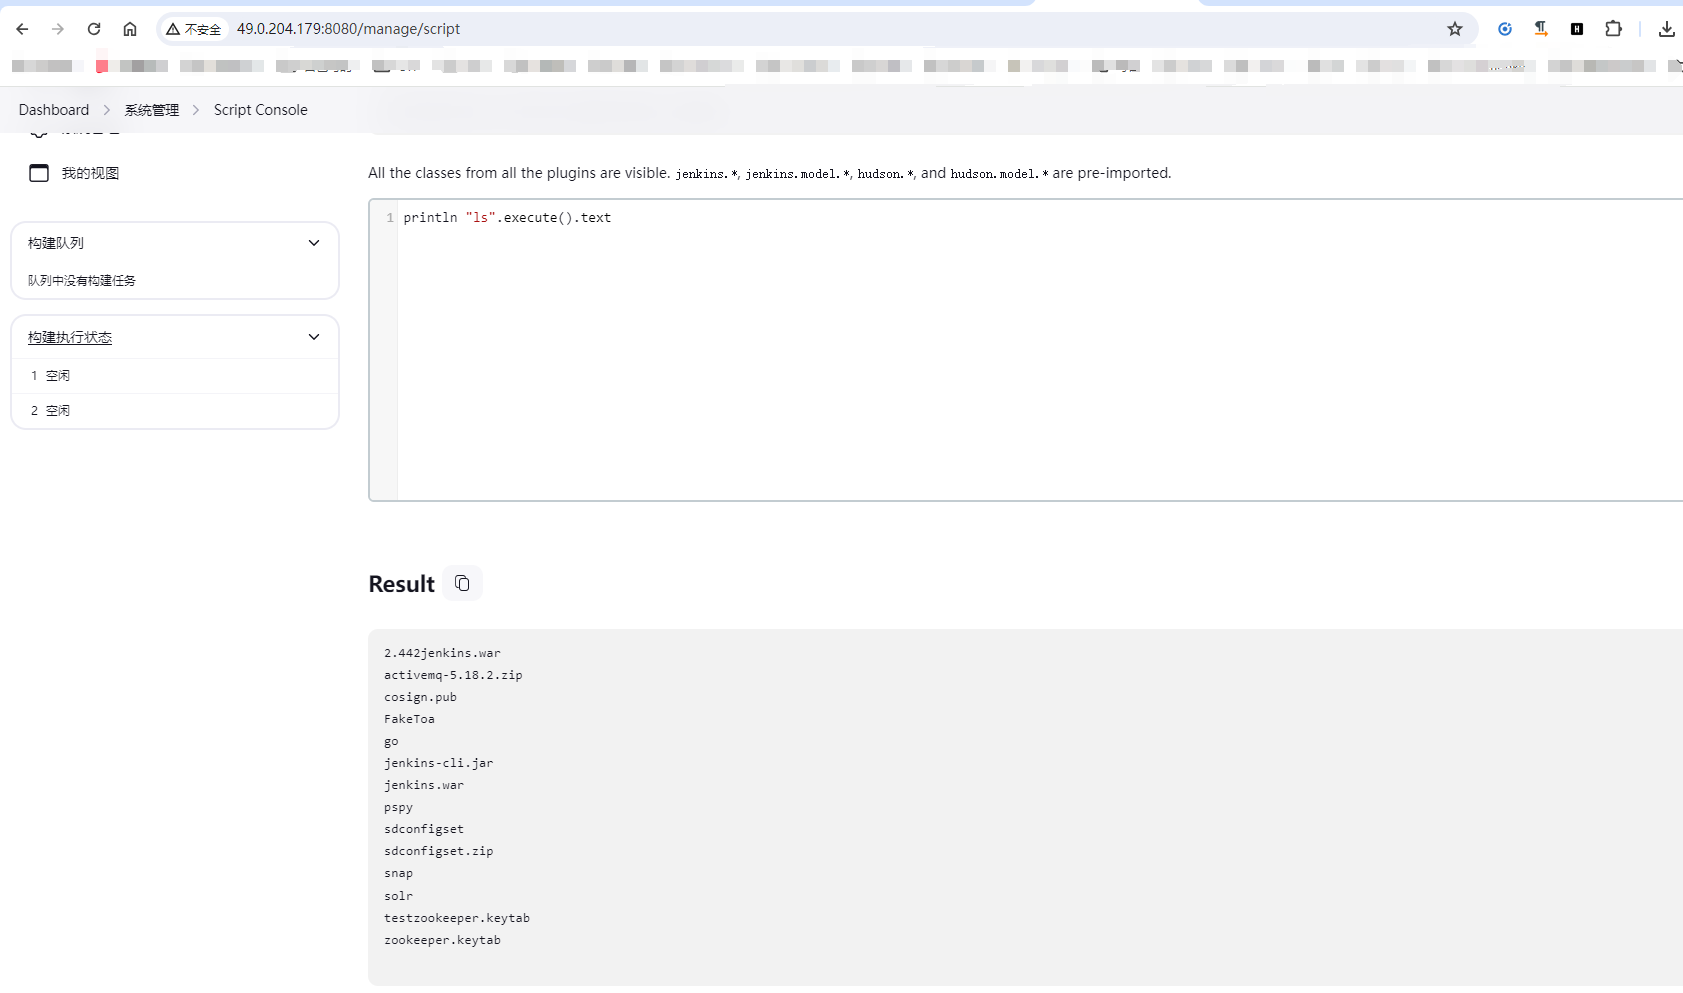 不安全 49.0.204.179:8080/manage/script
Dashboard 系统管理 Script Console
我的视图
All the classes from all the plugins are visible. jenkins.*, jenkins.model.*, hudson.*, and hudson.model.* are pre-imported.
1 println "ls".execute().text
构建队列
队列中没有构建任务
构建执行状态
1 空闲
2 空闲
Result
2.442jenkins.war
activemq-5.18.2.zip
cosign.pub
FakeToa
go
jenkins-cli.jar
jenkins.war
pspy
sdconfigset
sdconfigset.zip
snap
solr
testzookeeper.keytab
zookeeper.keytab